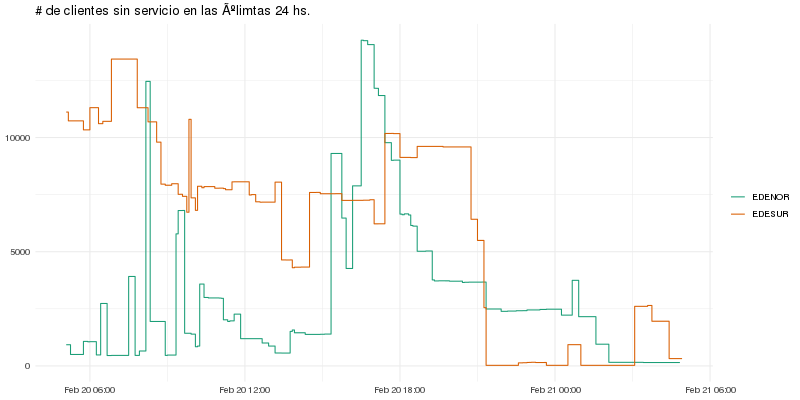 # de clientes sin servicio en las Ãºlimtas 24 hs.
10000
5000
0
Feb 20 06:00
Feb 20 12:00
Feb 20 18:00
Feb 21 00:00
Feb 21 06:00
EDENOR
EDESUR